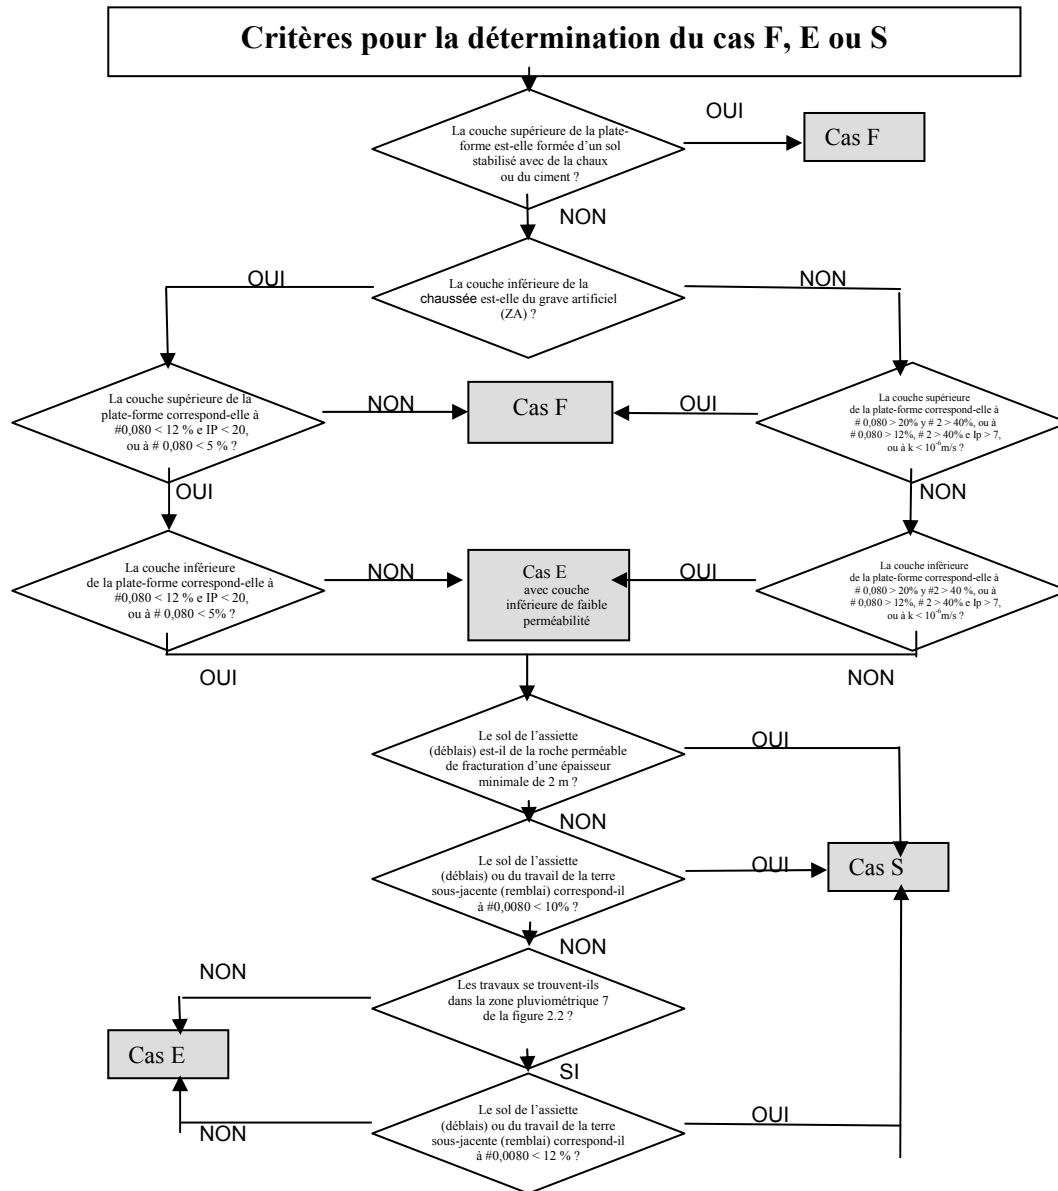 Critères pour la détermination du cas F, E ou S
La couche supérieure de la plate-
forme est-elle formée d'un sol
stabilisé avec de la chaux
ou du ciment ?
OUI
Cas F
NON
La couche inférieure de la
chaussée est-elle du grave artificiel
(ZA) ?
OUI
NON
La couche supérieure de la
plate-forme correspond-elle à
#0,080 < 12 % e IP < 20,
ou à # 0,080 < 5 % ?
NON
Cas F
OUI
La couche supérieure
de la plate-forme correspond-elle à
# 0,080 > 20% y # 2 > 40%, ou à
# 0,080 > 12%, # 2 > 40% e Ip > 7,
ou à k < 10⁻⁶m/s ?
OUI
NON
La couche inférieure
de la plate-forme correspond-elle à
#0,080 < 12 % e IP < 20,
ou à # 0,080 < 5% ?
NON
Cas E
avec couche
inférieure de faible
perméabilité
OUI
La couche inférieure
de la plate-forme correspond-elle à
# 0,080 > 20% y #2 > 40 %, ou à
# 0,080 > 12%, # 2 > 40% e Ip > 7,
ou à k < 10⁻⁶m/s ?
OUI
NON
Le sol de l'assiette
(déblais) est-il de la roche perméable
de fracturation d'une épaisseur
minimale de 2 m ?
OUI
NON
Le sol de l'assiette
(déblais) ou du travail de la terre
sous-jacente (remblai) correspond-il
à #0,0080 < 10% ?
OUI
Cas S
NON
Les travaux se trouvent-ils
dans la zone pluviométrique 7
de la figure 2.2 ?
NON
Cas E
SI
Le sol de l'assiette
(déblais) ou du travail de la terre
sous-jacente (remblai) correspond-il
à #0,0080 < 12 % ?
NON
OUI